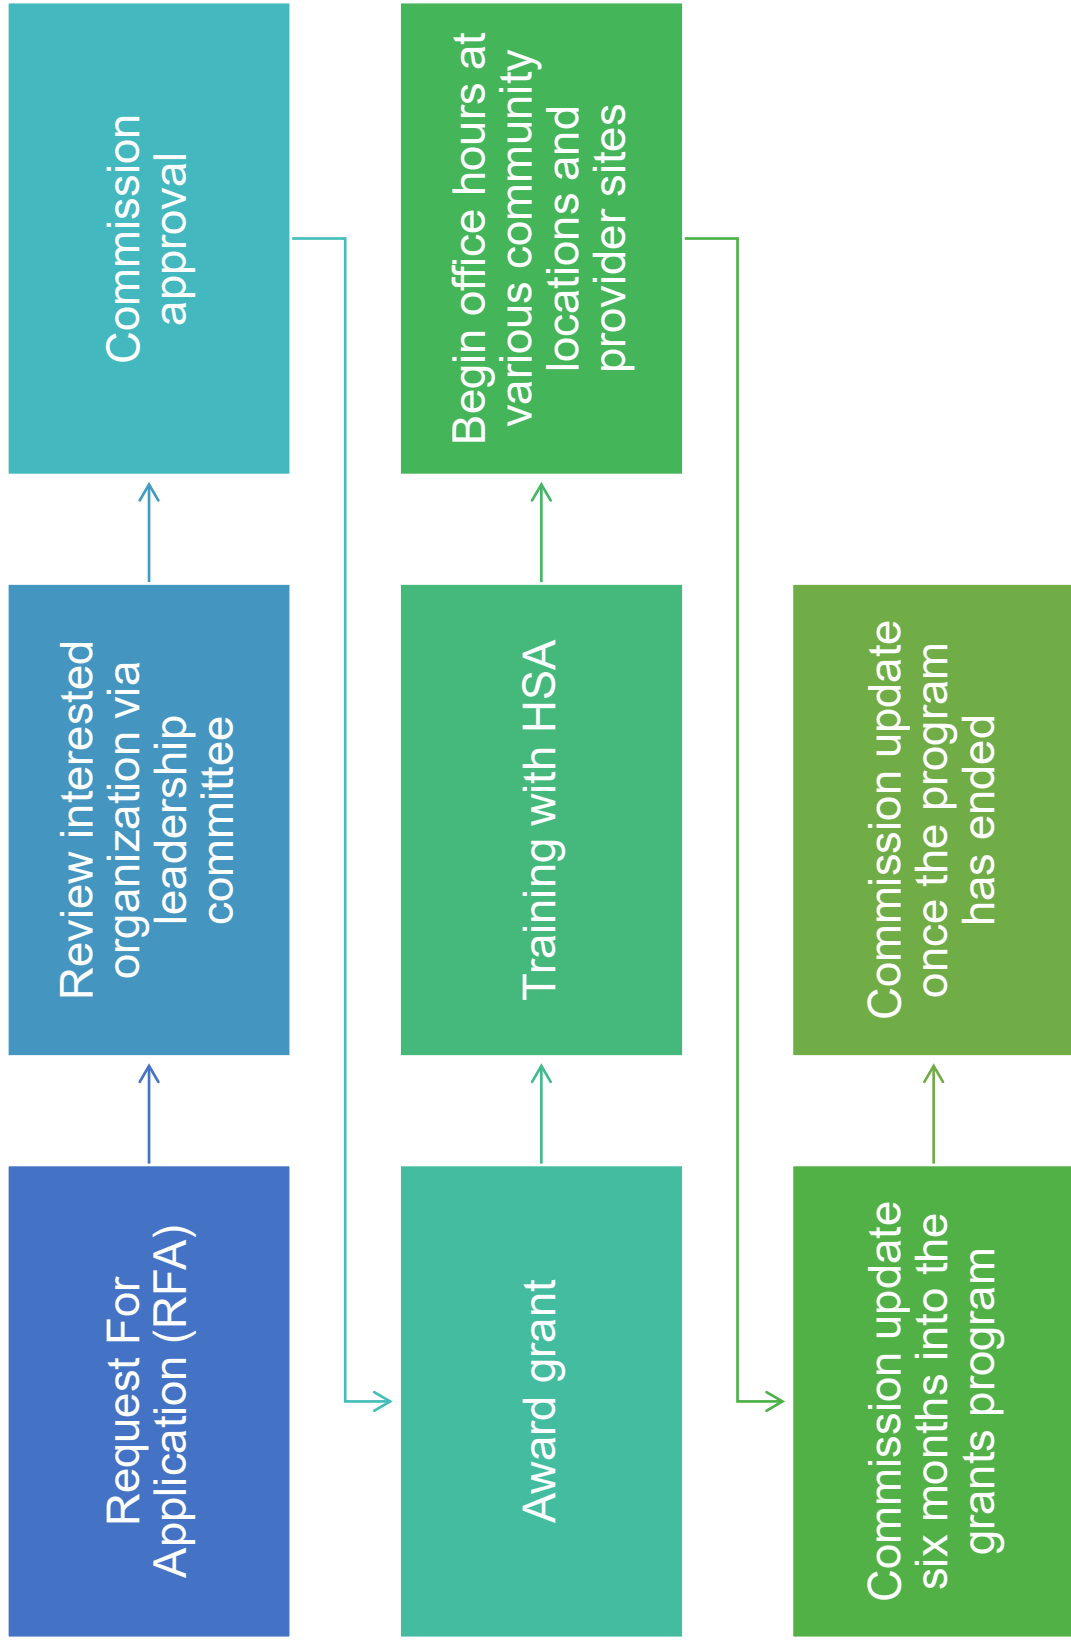 Request For
Application (RFA)
Review interested
organization via
leadership
committee
Commission
approval
Award grant
Training with HSA
Begin office hours at
various community
locations and
provider sites
Commission update
six months into the
grants program
Commission update
once the program
has ended